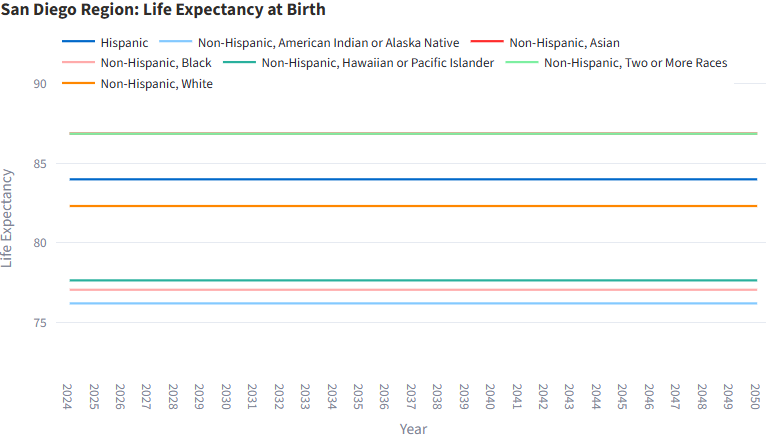 San Diego Region: Life Expectancy at Birth
Hispanic Non-Hispanic, American Indian or Alaska Native Non-Hispanic, Asian
Non-Hispanic, Black Non-Hispanic, Hawaiian or Pacific Islander Non-Hispanic, Two or More Races
Non-Hispanic, White
90
85
80
75
Life Expectancy
2024 2025 2026 2027 2028 2029 2030 2031 2032 2033 2034 2035 2036 2037 2038 2039 2040 2041 2042 2043 2044 2045 2046 2047 2048 2049 2050
Year